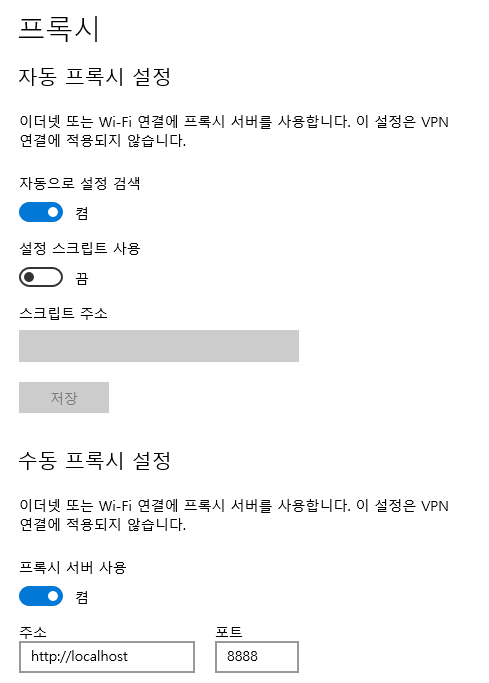 프록시
자동 프록시 설정
이더넷 또는 Wi-Fi 연결에 프록시 서버를 사용합니다. 이 설정은 VPN
연결에 적용되지 않습니다.
자동으로 설정 검색
켬
설정 스크립트 사용
끔
스크립트 주소
저장
수동 프록시 설정
이더넷 또는 Wi-Fi 연결에 프록시 서버를 사용합니다. 이 설정은 VPN
연결에 적용되지 않습니다.
프록시 서버 사용
켬
주소 포트
http://localhost 8888